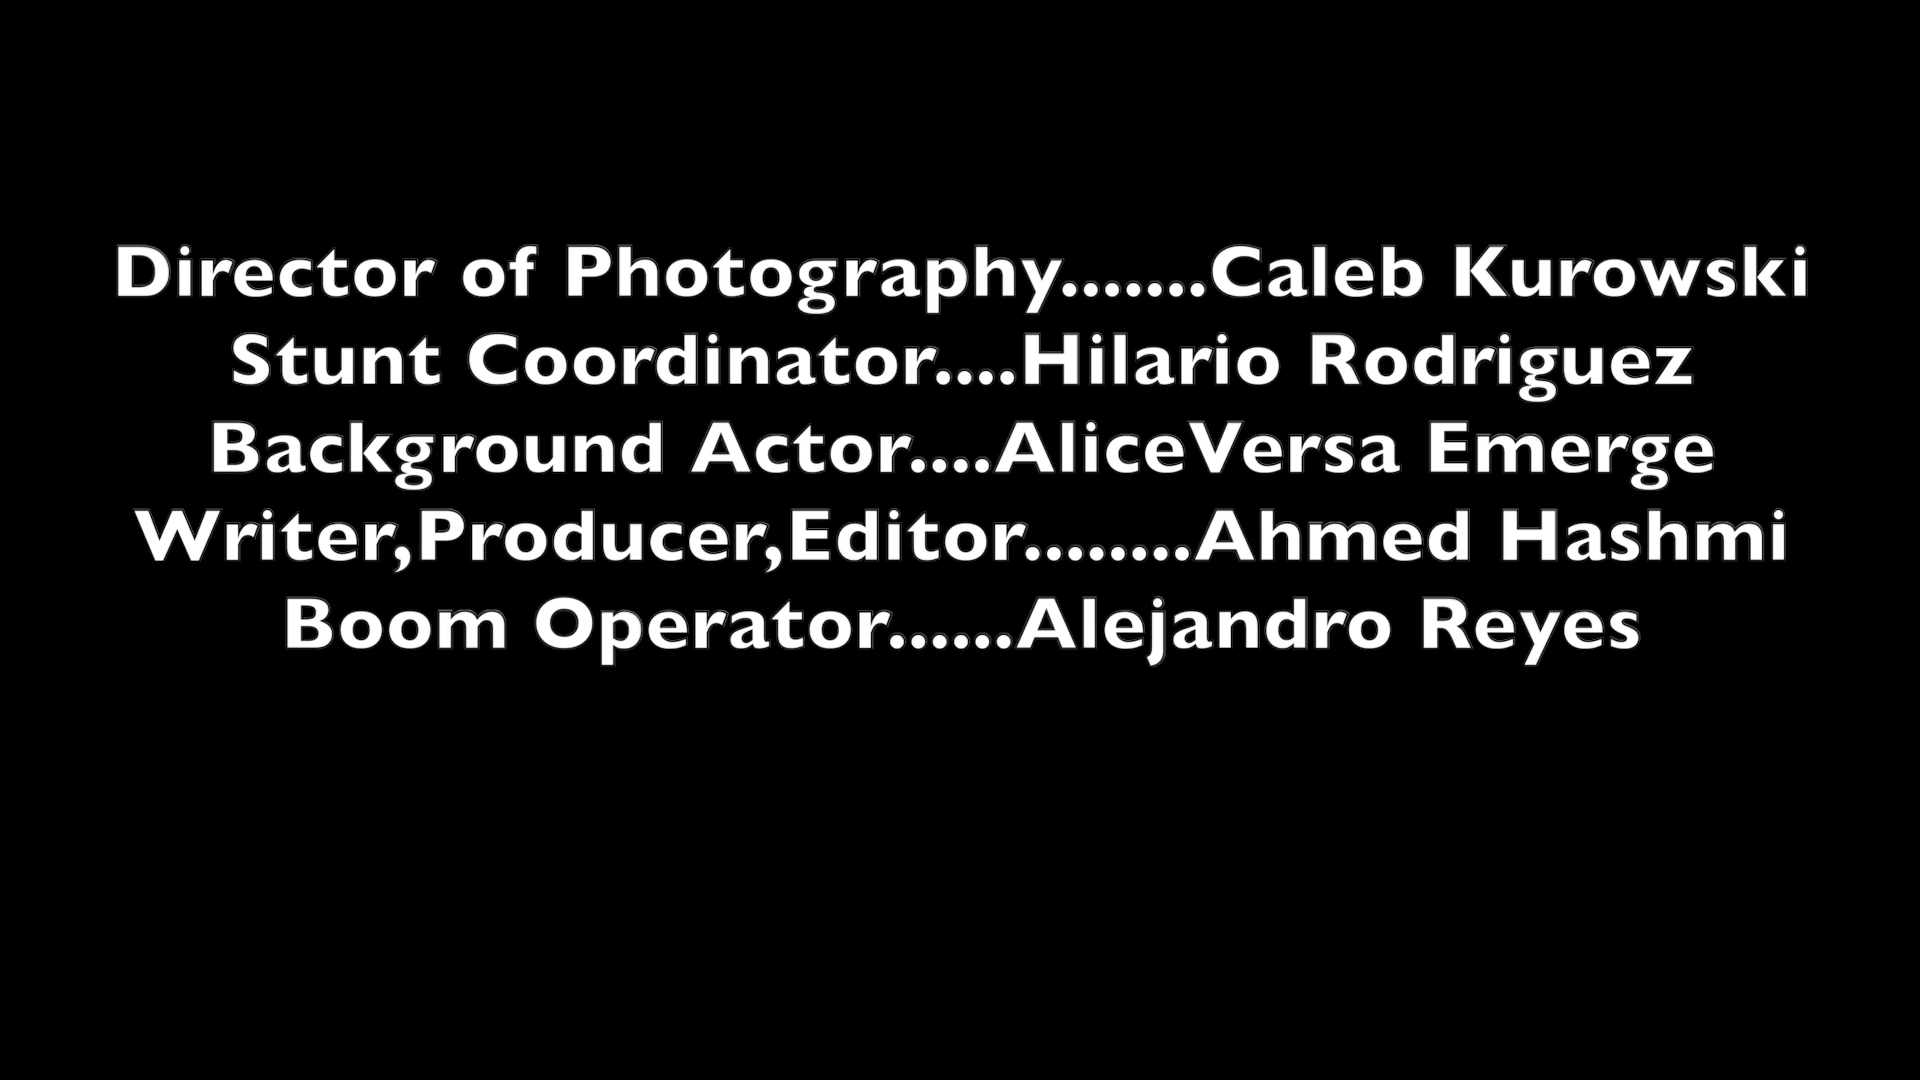 Director of Photography.......Caleb Kurowski
Stunt Coordinator....Hilario Rodriguez
Background Actor....AliceVersa Emerge
Writer,Producer,Editor........Ahmed Hashmi
Boom Operator......Alejandro Reyes